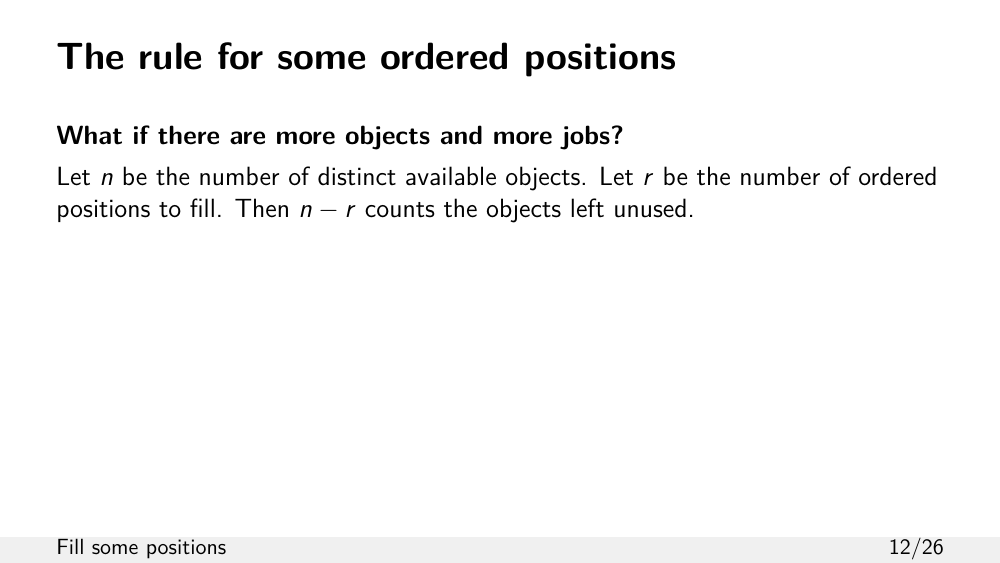 The rule for some ordered positions
What if there are more objects and more jobs?
Let n be the number of distinct available objects. Let r be the number of ordered
positions to fill. Then n − r counts the objects left unused.
Fill some positions
12/26